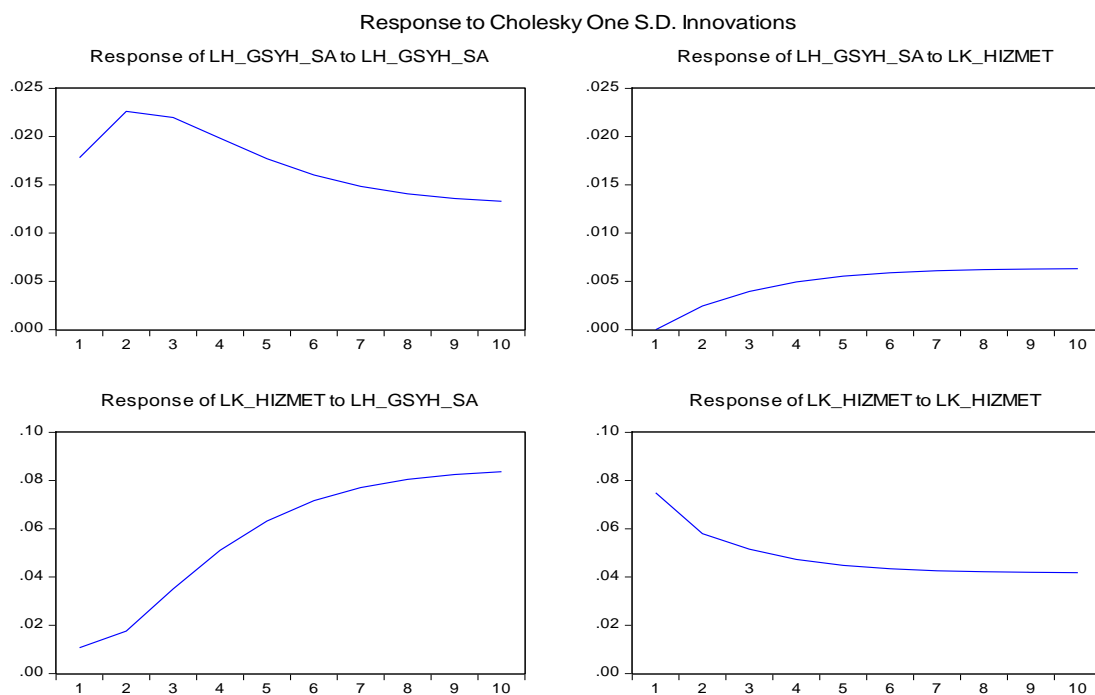 Response to Cholesky One S.D. Innovations
Response of LH_GSYH_SA to LH_GSYH_SA
.025
.020
.015
.010
.005
.000
1 2 3 4 5 6 7 8 9 10
Response of LH_GSYH_SA to LK_HIZMET
.025
.020
.015
.010
.005
.000
1 2 3 4 5 6 7 8 9 10
Response of LK_HIZMET to LH_GSYH_SA
.10
.08
.06
.04
.02
.00
1 2 3 4 5 6 7 8 9 10
Response of LK_HIZMET to LK_HIZMET
.10
.08
.06
.04
.02
.00
1 2 3 4 5 6 7 8 9 10